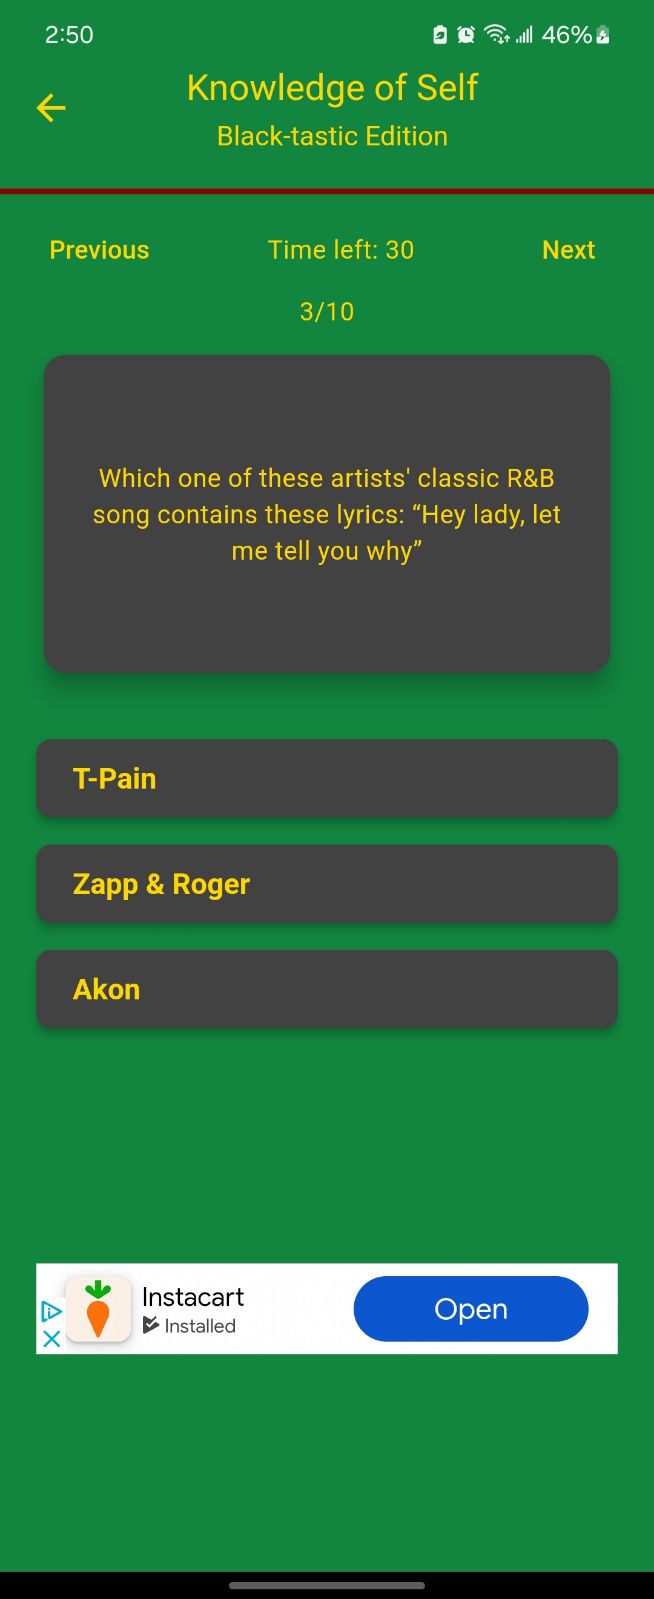 2:50
46%
Knowledge of Self
Black-tastic Edition
Previous
Time left: 30
Next
3/10
Which one of these artists' classic R&B
song contains these lyrics: “Hey lady, let
me tell you why”
T-Pain
Zapp & Roger
Akon
Instacart
Installed
Open